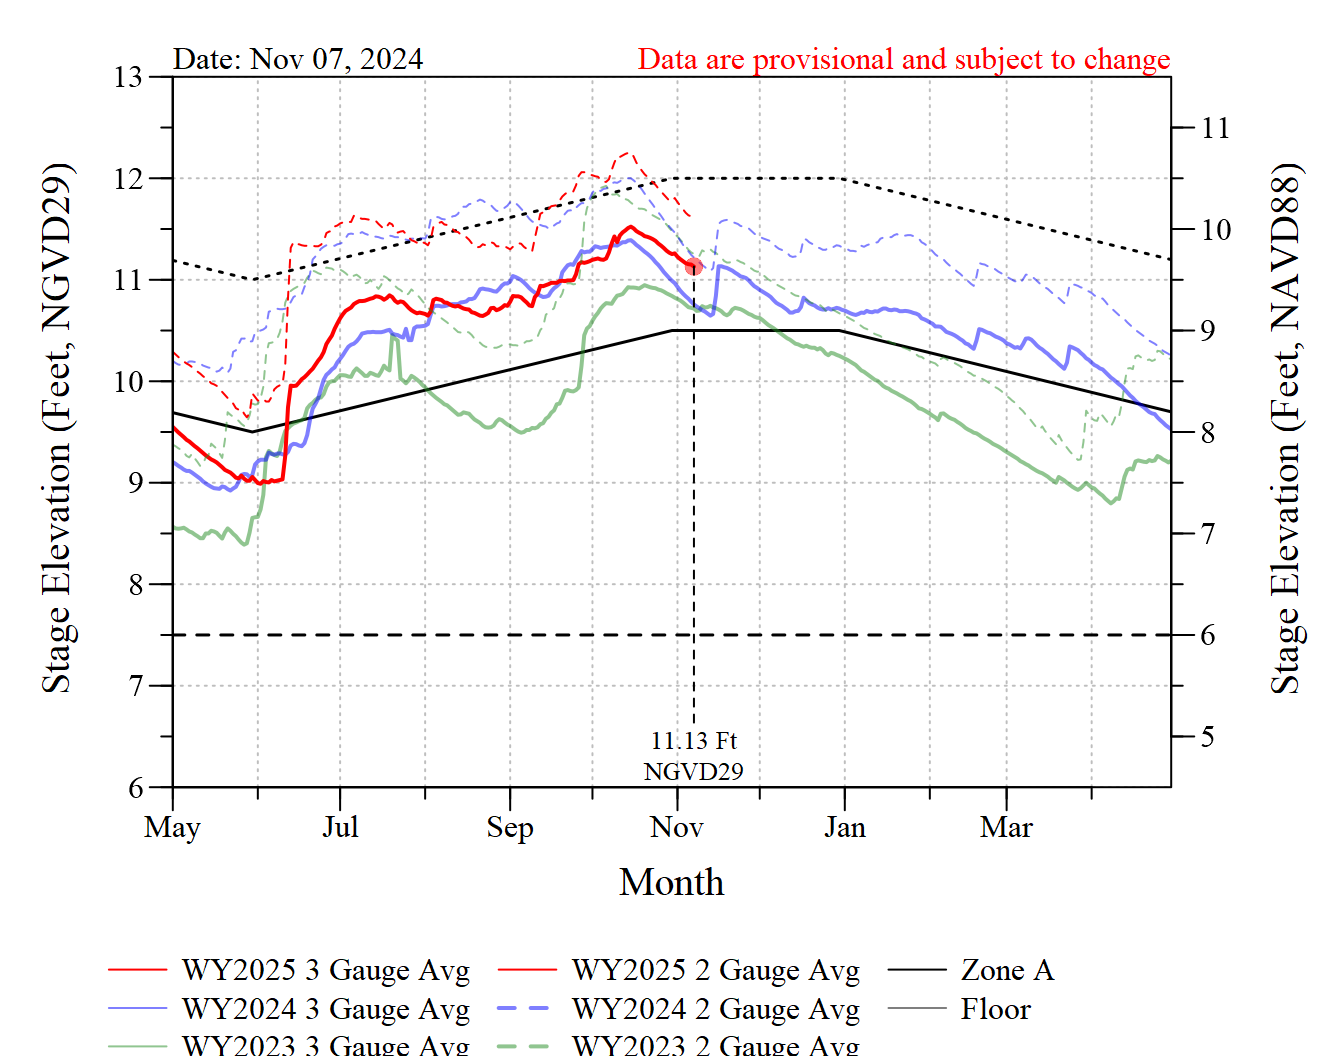 Date: Nov 07, 2024
Data are provisional and subject to change
13
12
11
10
9
8
7
6
Stage Elevation (Feet, NGVD29)
11
10
9
8
7
6
5
Stage Elevation (Feet, NAVD88)
11.13 Ft
NGVD29
May
Jul
Sep
Nov
Jan
Mar
Month
WY2025 3 Gauge Avg
WY2025 2 Gauge Avg
Zone A
WY2024 3 Gauge Avg
WY2024 2 Gauge Avg
Floor
WY2023 3 Gauge Avg
WY2023 2 Gauge Avg